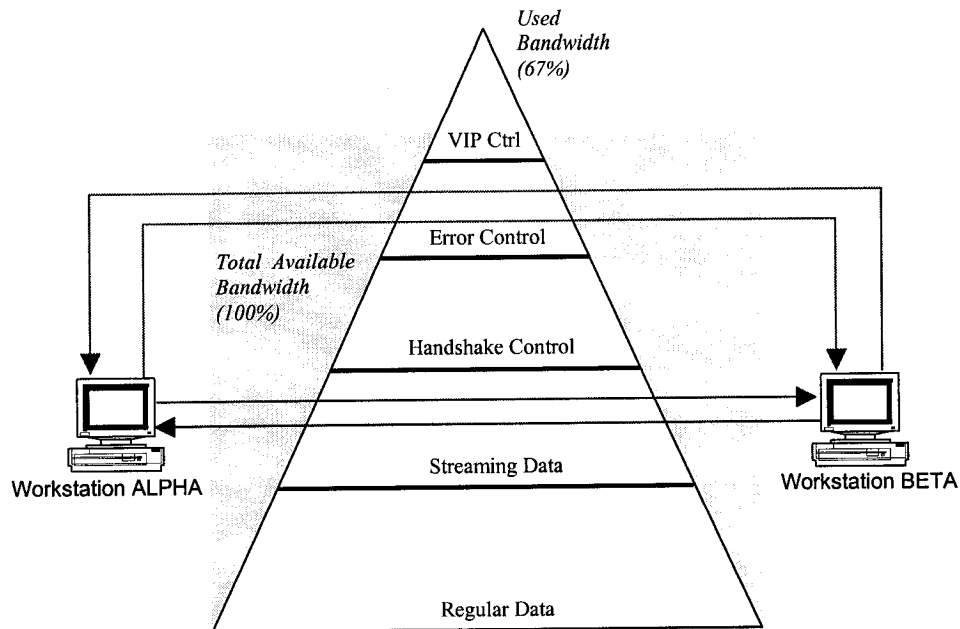 Used
Bandwidth
(67%)
VIP Ctrl
Error Control
Total Available
Bandwidth
(100%)
Handshake Control
Streaming Data
Workstation ALPHA
Workstation BETA
Regular Data